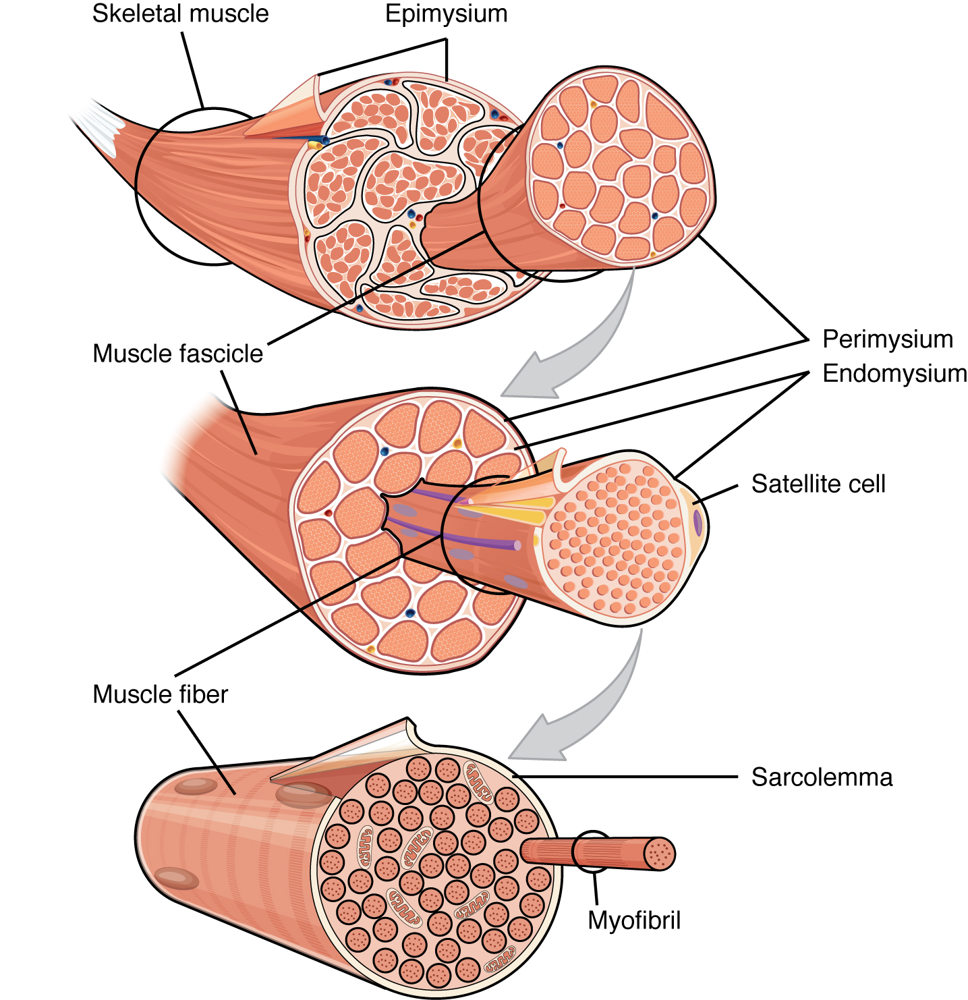 Skeletal muscle
Epimysium
Perimysium
Muscle fascicle
Endomysium
Satellite cell
Muscle fiber
Sarcolemma
Myofibril